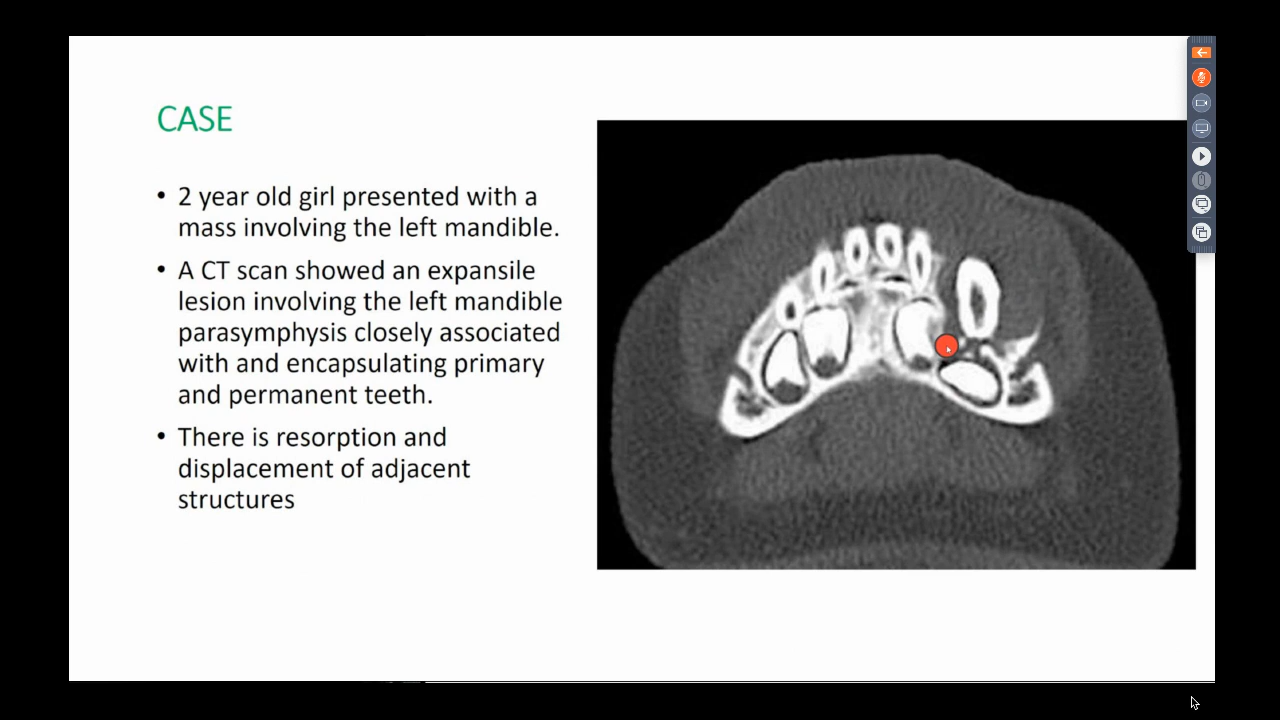 CASE
• 2 year old girl presented with a
mass involving the left mandible.
• A CT scan showed an expansile
lesion involving the left mandible
parasymphysis closely associated
with and encapsulating primary
and permanent teeth.
• There is resorption and
displacement of adjacent
structures